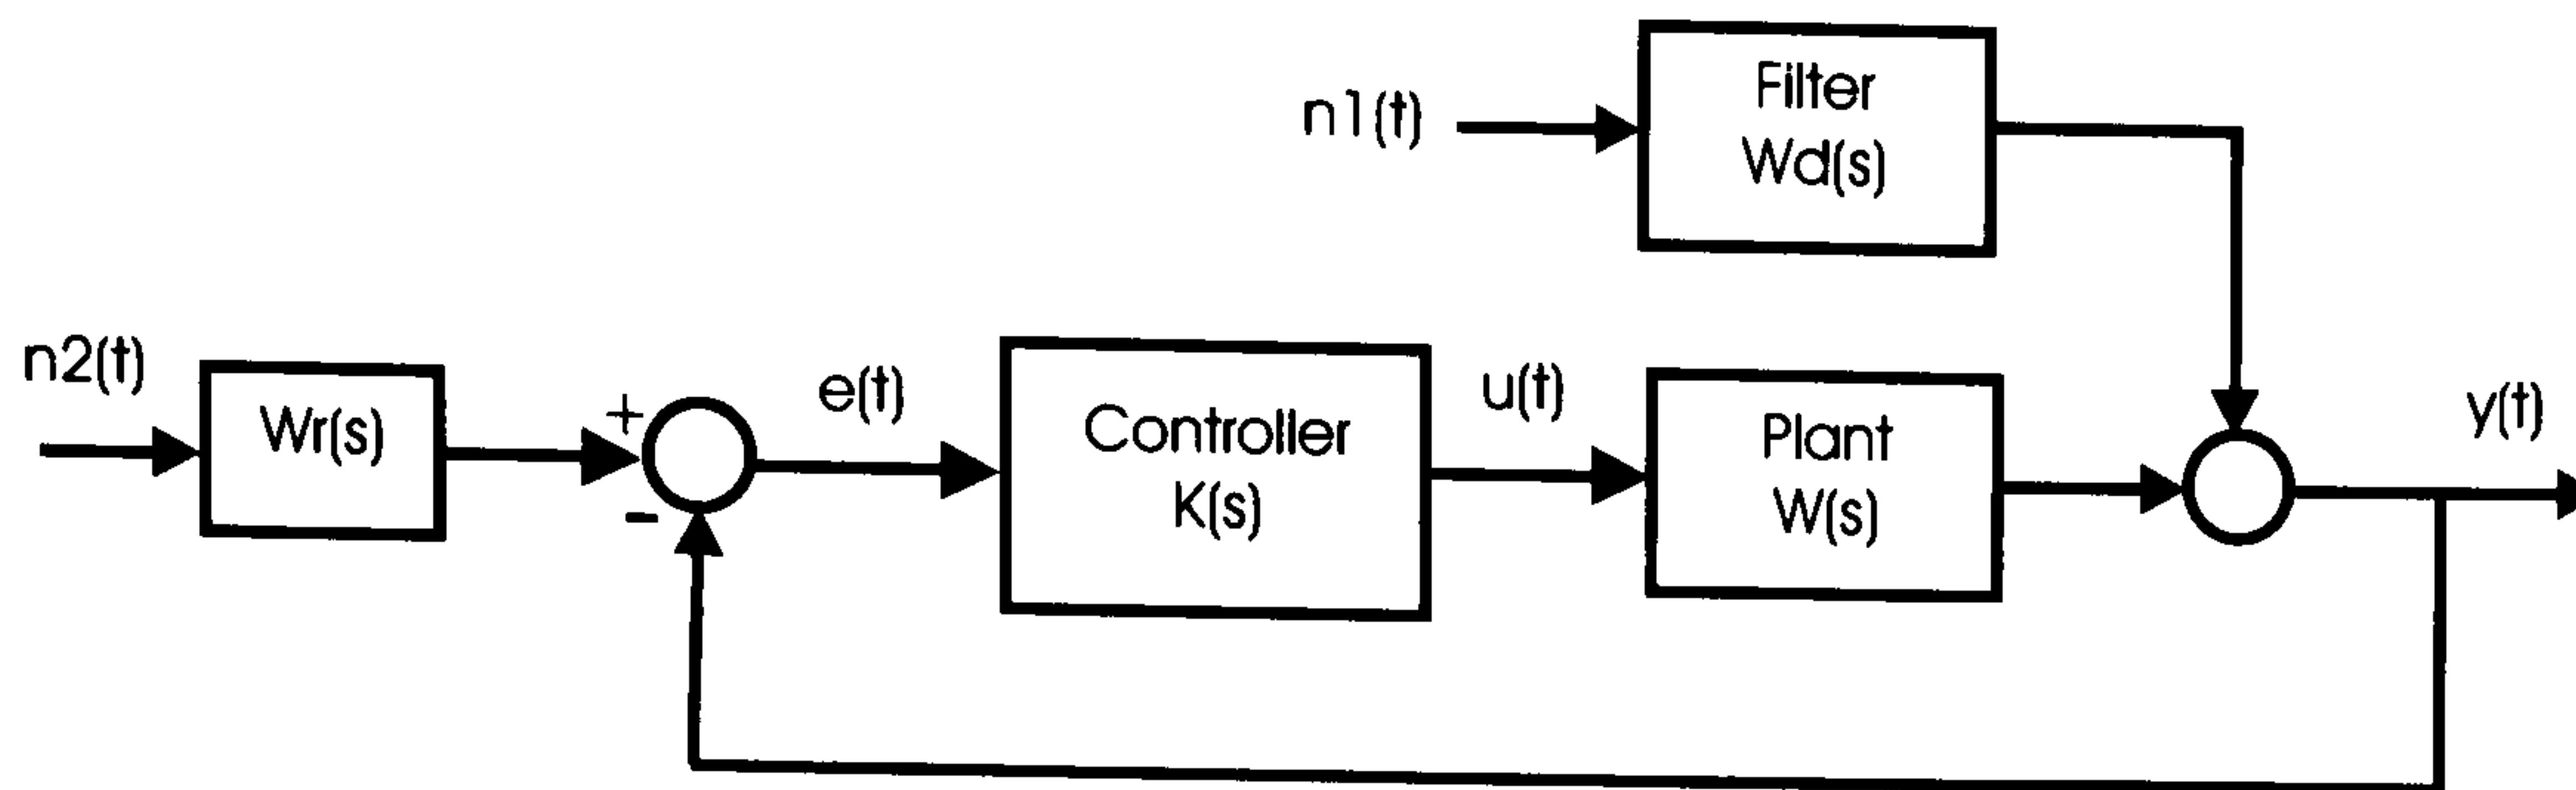 n1(t)
Filter
Wd(s)
n2(t)
Wr(s)
+
-
e(t)
Controller
K(s)
u(t)
Plant
W(s)
y(t)